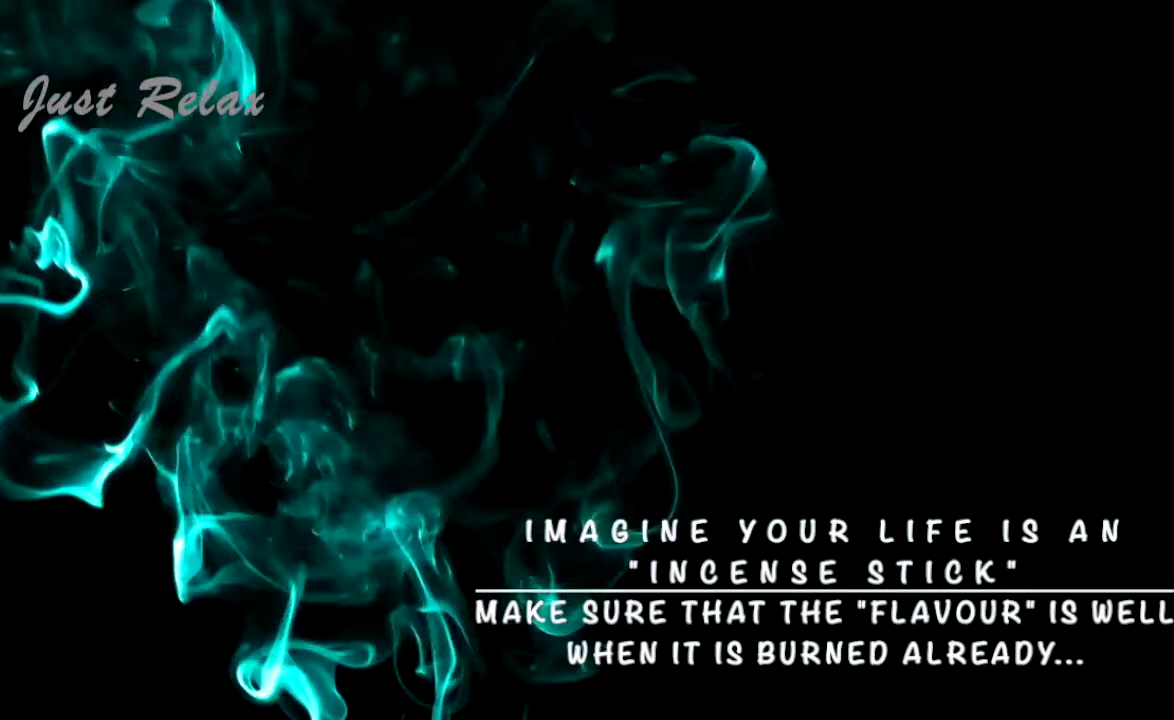 Just Relax
IMAGINE YOUR LIFE IS AN
"INCENSE STICK"
MAKE SURE THAT THE "FLAVOUR" IS WELL
WHEN IT IS BURNED ALREADY...